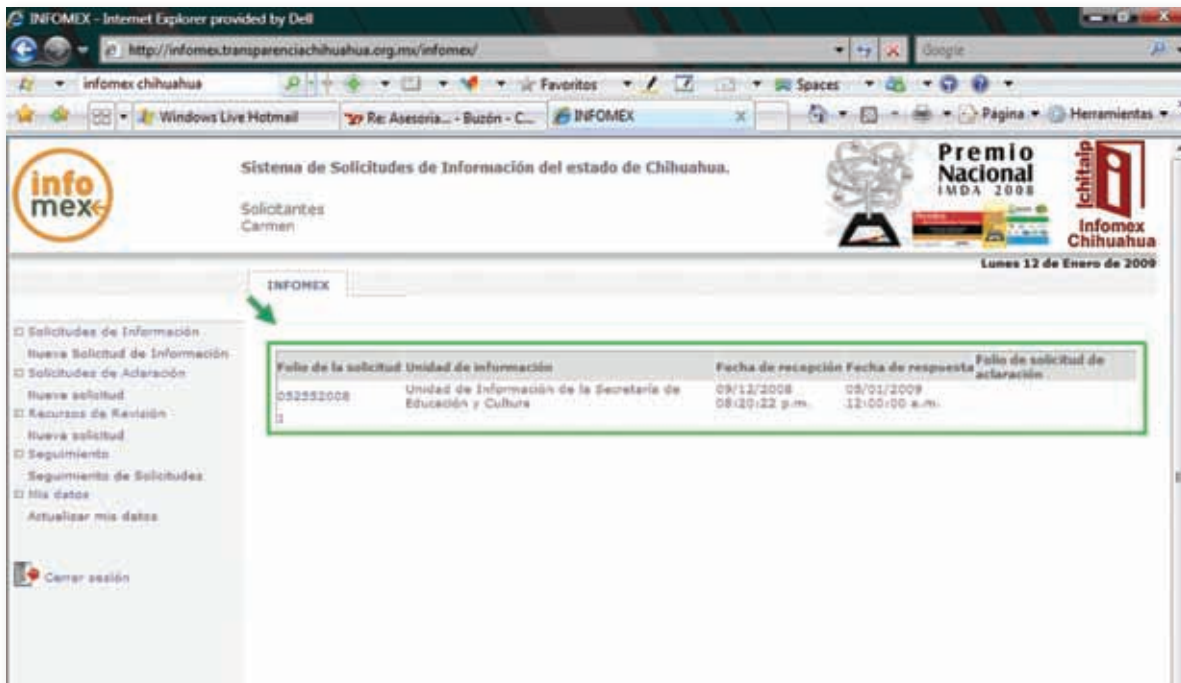 INFOMEX - Internet Explorer provided by Dell
http://infomex.transparenciachihuahua.org.mx/infomex/
Google
infomex chihuahua
Favoritos
Spaces
Windows Live Hotmail
Re: Asesoria... - Buzón - C...
INFOMEX
Página
Herramientas
info
mex
Sistema de Solicitudes de Información del estado de Chihuahua.
Solicitantes
Carmen
Premio
Nacional
IMDA 2008
Ichitaip
Infomex
Chihuahua
Lunes 12 de Enero de 2009
INFOMEX
Solicitudes de Información
Nueva Solicitud de Información
Solicitudes de Aclaración
Nueva solicitud
Recursos de Revisión
Nueva solicitud
Seguimiento
Seguimiento de Solicitudes
Mis datos
Actualizar mis datos
Cerrar sesión
Folio de la solicitud Unidad de información Fecha de recepción Fecha de respuesta Folio de solicitud de aclaración
052552008 Unidad de Información de la Secretaría de Educación y Cultura 09/12/2008 08:20:22 p.m. 05/01/2009 12:00:00 a.m.
1